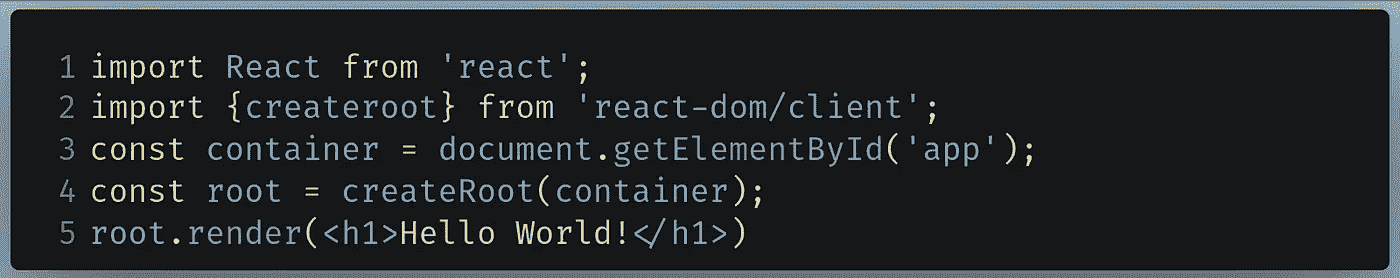 1 import React from 'react';
2 import {createroot} from 'react-dom/client';
3 const container = document.getElementById('app');
4 const root = createRoot(container);
5 root.render(<h1>Hello World!</h1>)